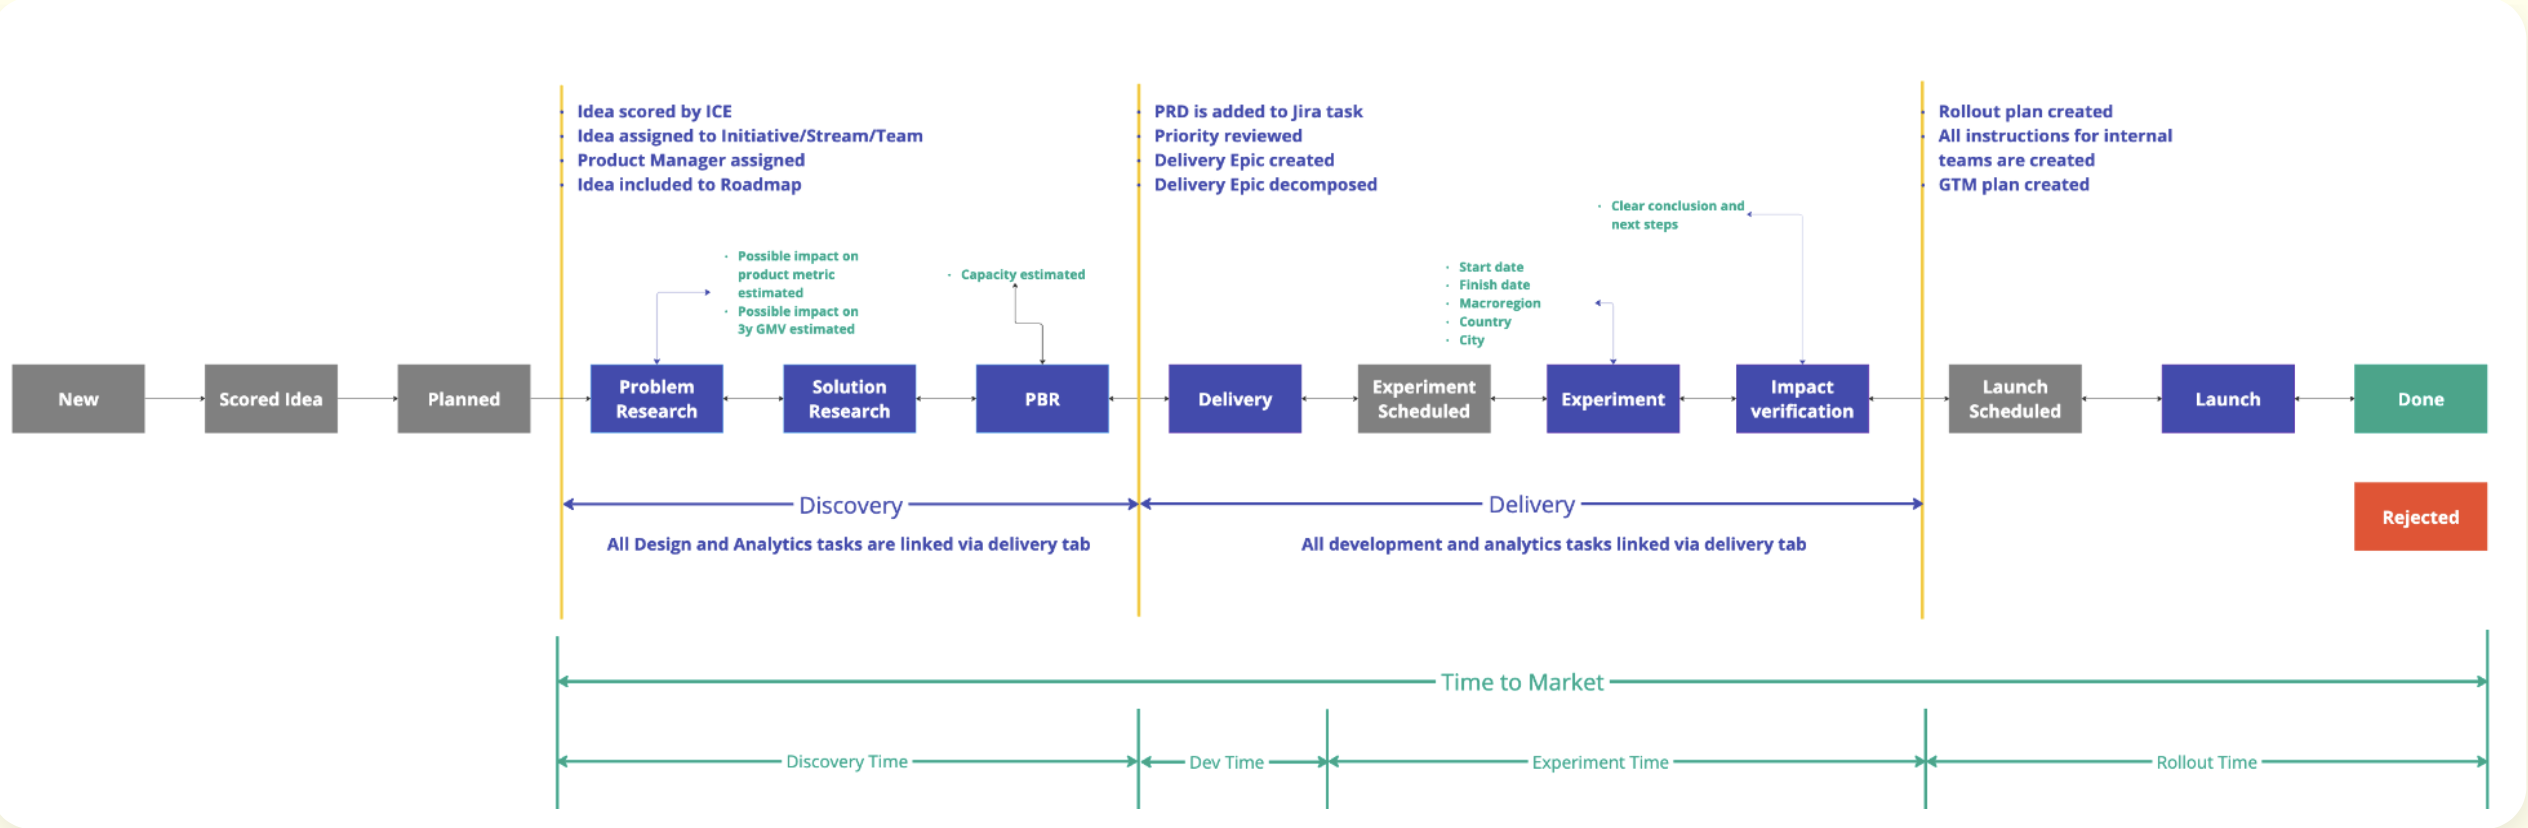 Idea scored by ICE
Idea assigned to Initiative/Stream/Team
Product Manager assigned
Idea included to Roadmap
PRD is added to Jira task
Priority reviewed
Delivery Epic created
Delivery Epic decomposed
Rollout plan created
All instructions for internal
teams are created
GTM plan created
Possible impact on
product metric
estimated
Possible impact on
3y GMV estimated
Capacity estimated
Start date
Finish date
Macroregion
Country
City
Clear conclusion and
next steps
New
Scored Idea
Planned
Problem
Research
Solution
Research
PBR
Delivery
Experiment
Scheduled
Experiment
Impact
verification
Launch
Scheduled
Launch
Done
Rejected
Discovery
All Design and Analytics tasks are linked via delivery tab
Delivery
All development and analytics tasks linked via delivery tab
Time to Market
Discovery Time
Dev Time
Experiment Time
Rollout Time